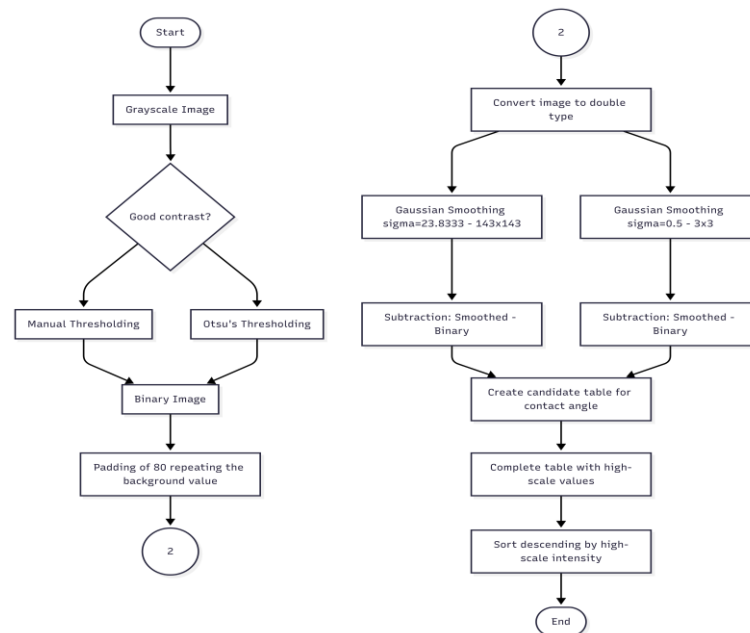 Start
Grayscale Image
Good contrast?
Manual Thresholding
Otsu's Thresholding
Binary Image
Padding of 80 repeating the
background value
2
2
Convert image to double
type
Gaussian Smoothing
sigma=23.8333 - 143x143
Gaussian Smoothing
sigma=0.5 - 3x3
Subtraction: Smoothed -
Binary
Subtraction: Smoothed -
Binary
Create candidate table for
contact angle
Complete table with high-
scale values
Sort descending by high-
scale intensity
End